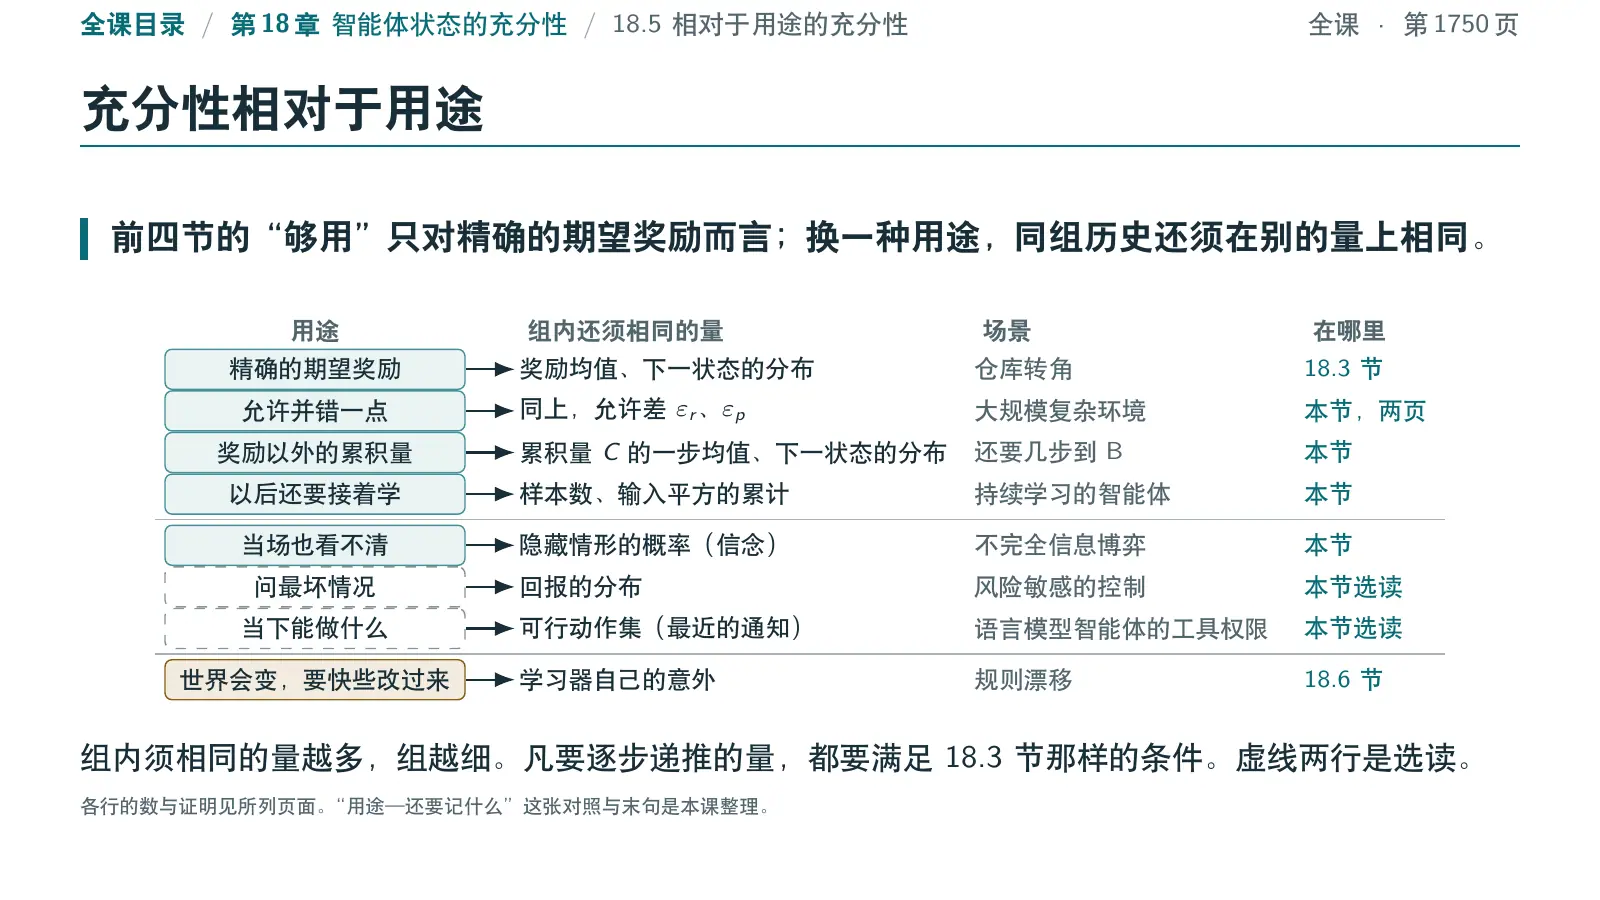 全课目录 / 第 18 章 智能体状态的充分性 / 18.5 相对于用途的充分性 全课 · 第 1750 页
充分性相对于用途
前四节的“够用”只对精确的期望奖励而言；换一种用途，同组历史还须在别的量上相同。
用途 组内还须相同的量 场景 在哪里
精确的期望奖励 奖励均值、下一状态的分布 仓库转角 18.3 节
允许并错一点 同上，允许差 εr、εp 大规模复杂环境 本节，两页
奖励以外的累积量 累积量 C 的一步均值、下一状态的分布 还要几步到 B 本节
以后还要接着学 样本数、输入平方的累计 持续学习的智能体 本节
当场也看不清 隐藏情形的概率（信念） 不完全信息博弈 本节
问最坏情况 回报的分布 风险敏感的控制 本节选读
当下能做什么 可行动作集（最近的通知） 语言模型智能体的工具权限 本节选读
世界会变，要快些改过来 学习器自己的意外 规则漂移 18.6 节
组内须相同的量越多，组越细。凡要逐步递推的量，都要满足 18.3 节那样的条件。虚线两行是选读。
各行的数与证明见所列页面。“用途—还要记什么”这张对照与末句是本课整理。